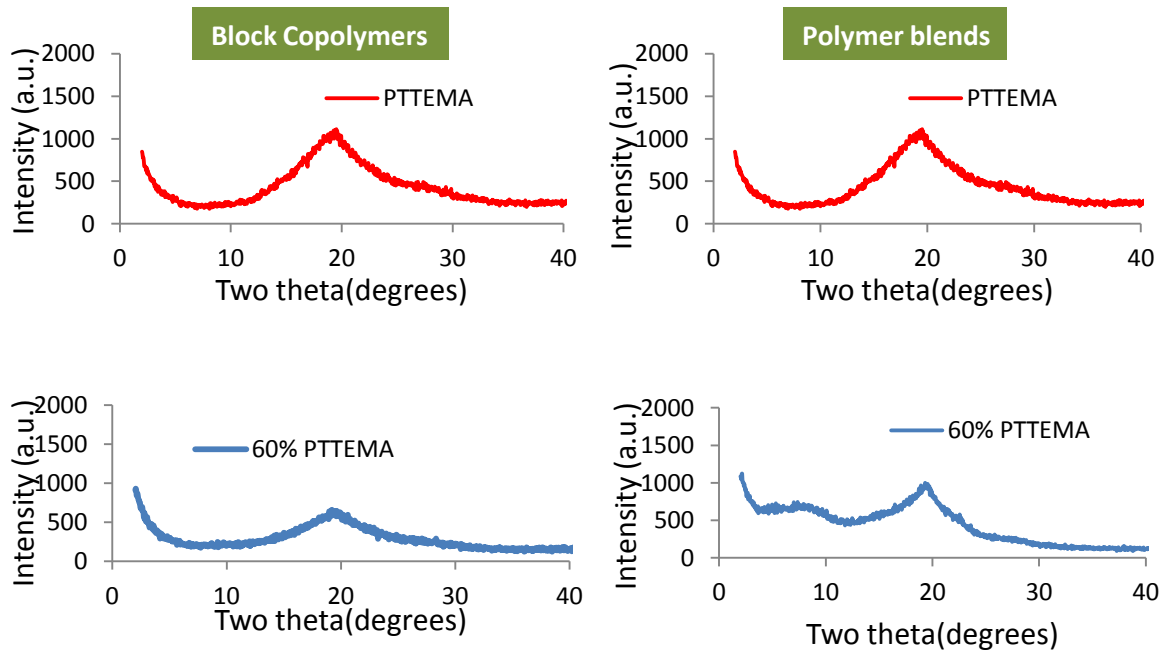 Block Copolymers
2000
1500
1000
500
0
Intensity (a.u.)
PTTEMA
0 10 20 30 40
Two theta(degrees)
Polymer blends
2000
1500
1000
500
0
Intensity (a.u.)
PTTEMA
0 10 20 30 40
Two theta(degrees)
2000
1500
1000
500
0
Intensity (a.u.)
60% PTTEMA
0 10 20 30 40
Two theta(degrees)
2000
1500
1000
500
0
Intensity (a.u.)
60% PTTEMA
0 10 20 30 40
Two theta(degrees)